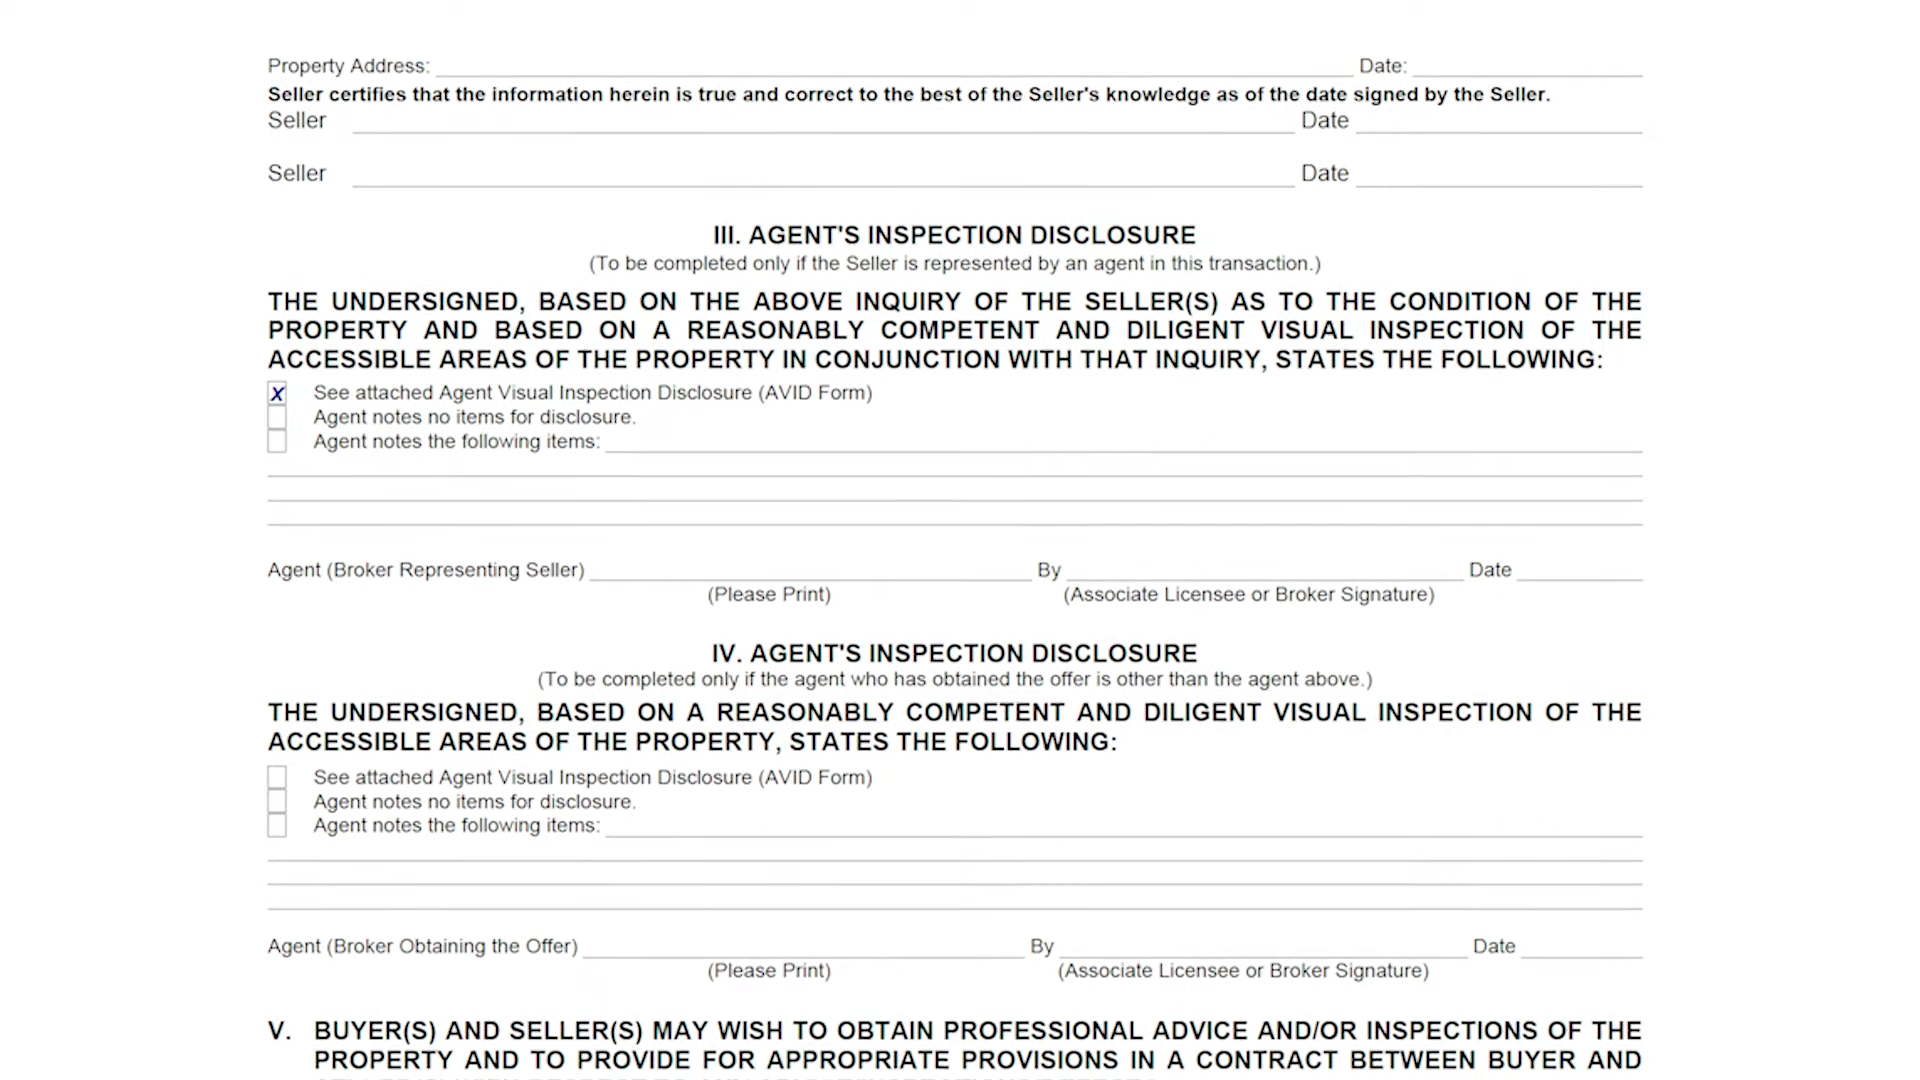 Property Address: Date:
Seller certifies that the information herein is true and correct to the best of the Seller's knowledge as of the date signed by the Seller.
Seller Date
Seller Date
III. AGENT'S INSPECTION DISCLOSURE
(To be completed only if the Seller is represented by an agent in this transaction.)
THE UNDERSIGNED, BASED ON THE ABOVE INQUIRY OF THE SELLER(S) AS TO THE CONDITION OF THE
PROPERTY AND BASED ON A REASONABLY COMPETENT AND DILIGENT VISUAL INSPECTION OF THE
ACCESSIBLE AREAS OF THE PROPERTY IN CONJUNCTION WITH THAT INQUIRY, STATES THE FOLLOWING:
X See attached Agent Visual Inspection Disclosure (AVID Form)
Agent notes no items for disclosure.
Agent notes the following items:
Agent (Broker Representing Seller) By Date
(Please Print) (Associate Licensee or Broker Signature)
IV. AGENT'S INSPECTION DISCLOSURE
(To be completed only if the agent who has obtained the offer is other than the agent above.)
THE UNDERSIGNED, BASED ON A REASONABLY COMPETENT AND DILIGENT VISUAL INSPECTION OF THE
ACCESSIBLE AREAS OF THE PROPERTY, STATES THE FOLLOWING:
See attached Agent Visual Inspection Disclosure (AVID Form)
Agent notes no items for disclosure.
Agent notes the following items:
Agent (Broker Obtaining the Offer) By Date
(Please Print) (Associate Licensee or Broker Signature)
V. BUYER(S) AND SELLER(S) MAY WISH TO OBTAIN PROFESSIONAL ADVICE AND/OR INSPECTIONS OF THE
PROPERTY AND TO PROVIDE FOR APPROPRIATE PROVISIONS IN A CONTRACT BETWEEN BUYER AND